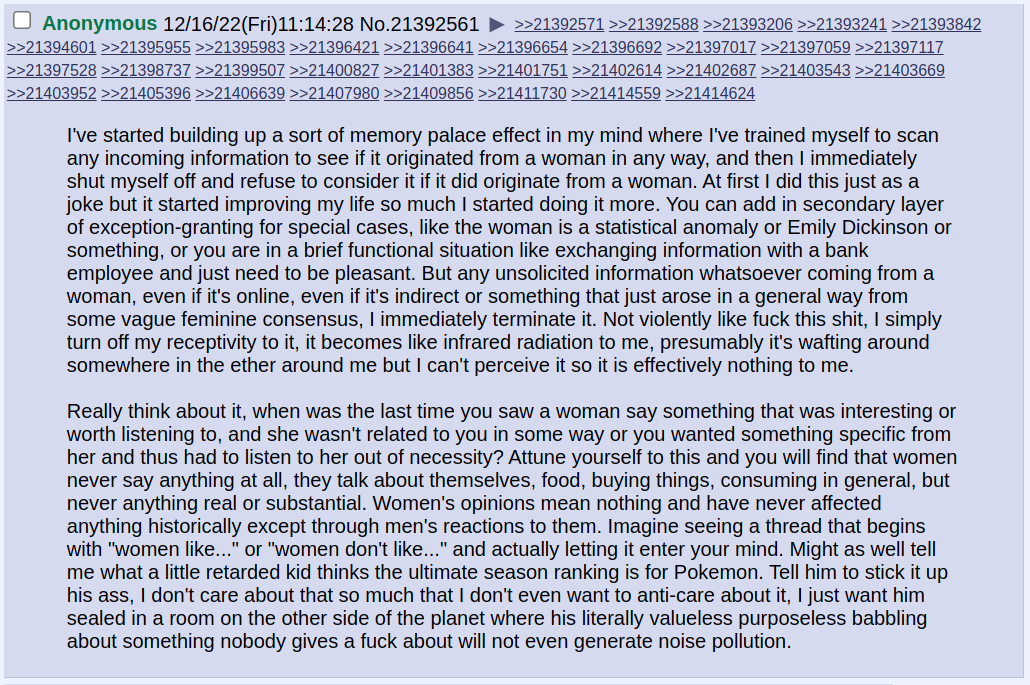 Anonymous 12/16/22(Fri)11:14:28 No.21392561 ▶ >>21392571 >>21392588 >>21393206 >>21393241 >>21393842
>>21394601 >>21395955 >>21395983 >>21396421 >>21396641 >>21396654 >>21396692 >>21397017 >>21397059 >>21397117
>>21397528 >>21398737 >>21399507 >>21400827 >>21401383 >>21401751 >>21402614 >>21402687 >>21403543 >>21403669
>>21403952 >>21405396 >>21406639 >>21407980 >>21409856 >>21411730 >>21414559 >>21414624
I've started building up a sort of memory palace effect in my mind where I've trained myself to scan
any incoming information to see if it originated from a woman in any way, and then I immediately
shut myself off and refuse to consider it if it did originate from a woman. At first I did this just as a
joke but it started improving my life so much I started doing it more. You can add in secondary layer
of exception-granting for special cases, like the woman is a statistical anomaly or Emily Dickinson or
something, or you are in a brief functional situation like exchanging information with a bank
employee and just need to be pleasant. But any unsolicited information whatsoever coming from a
woman, even if it's online, even if it's indirect or something that just arose in a general way from
some vague feminine consensus, I immediately terminate it. Not violently like fuck this shit, I simply
turn off my receptivity to it, it becomes like infrared radiation to me, presumably it's wafting around
somewhere in the ether around me but I can't perceive it so it is effectively nothing to me.
Really think about it, when was the last time you saw a woman say something that was interesting or
worth listening to, and she wasn't related to you in some way or you wanted something specific from
her and thus had to listen to her out of necessity? Attune yourself to this and you will find that women
never say anything at all, they talk about themselves, food, buying things, consuming in general, but
never anything real or substantial. Women's opinions mean nothing and have never affected
anything historically except through men's reactions to them. Imagine seeing a thread that begins
with "women like..." or "women don't like..." and actually letting it enter your mind. Might as well tell
me what a little retarded kid thinks the ultimate season ranking is for Pokemon. Tell him to stick it up
his ass, I don't care about that so much that I don't even want to anti-care about it, I just want him
sealed in a room on the other side of the planet where his literally valueless purposeless babbling
about something nobody gives a fuck about will not even generate noise pollution.